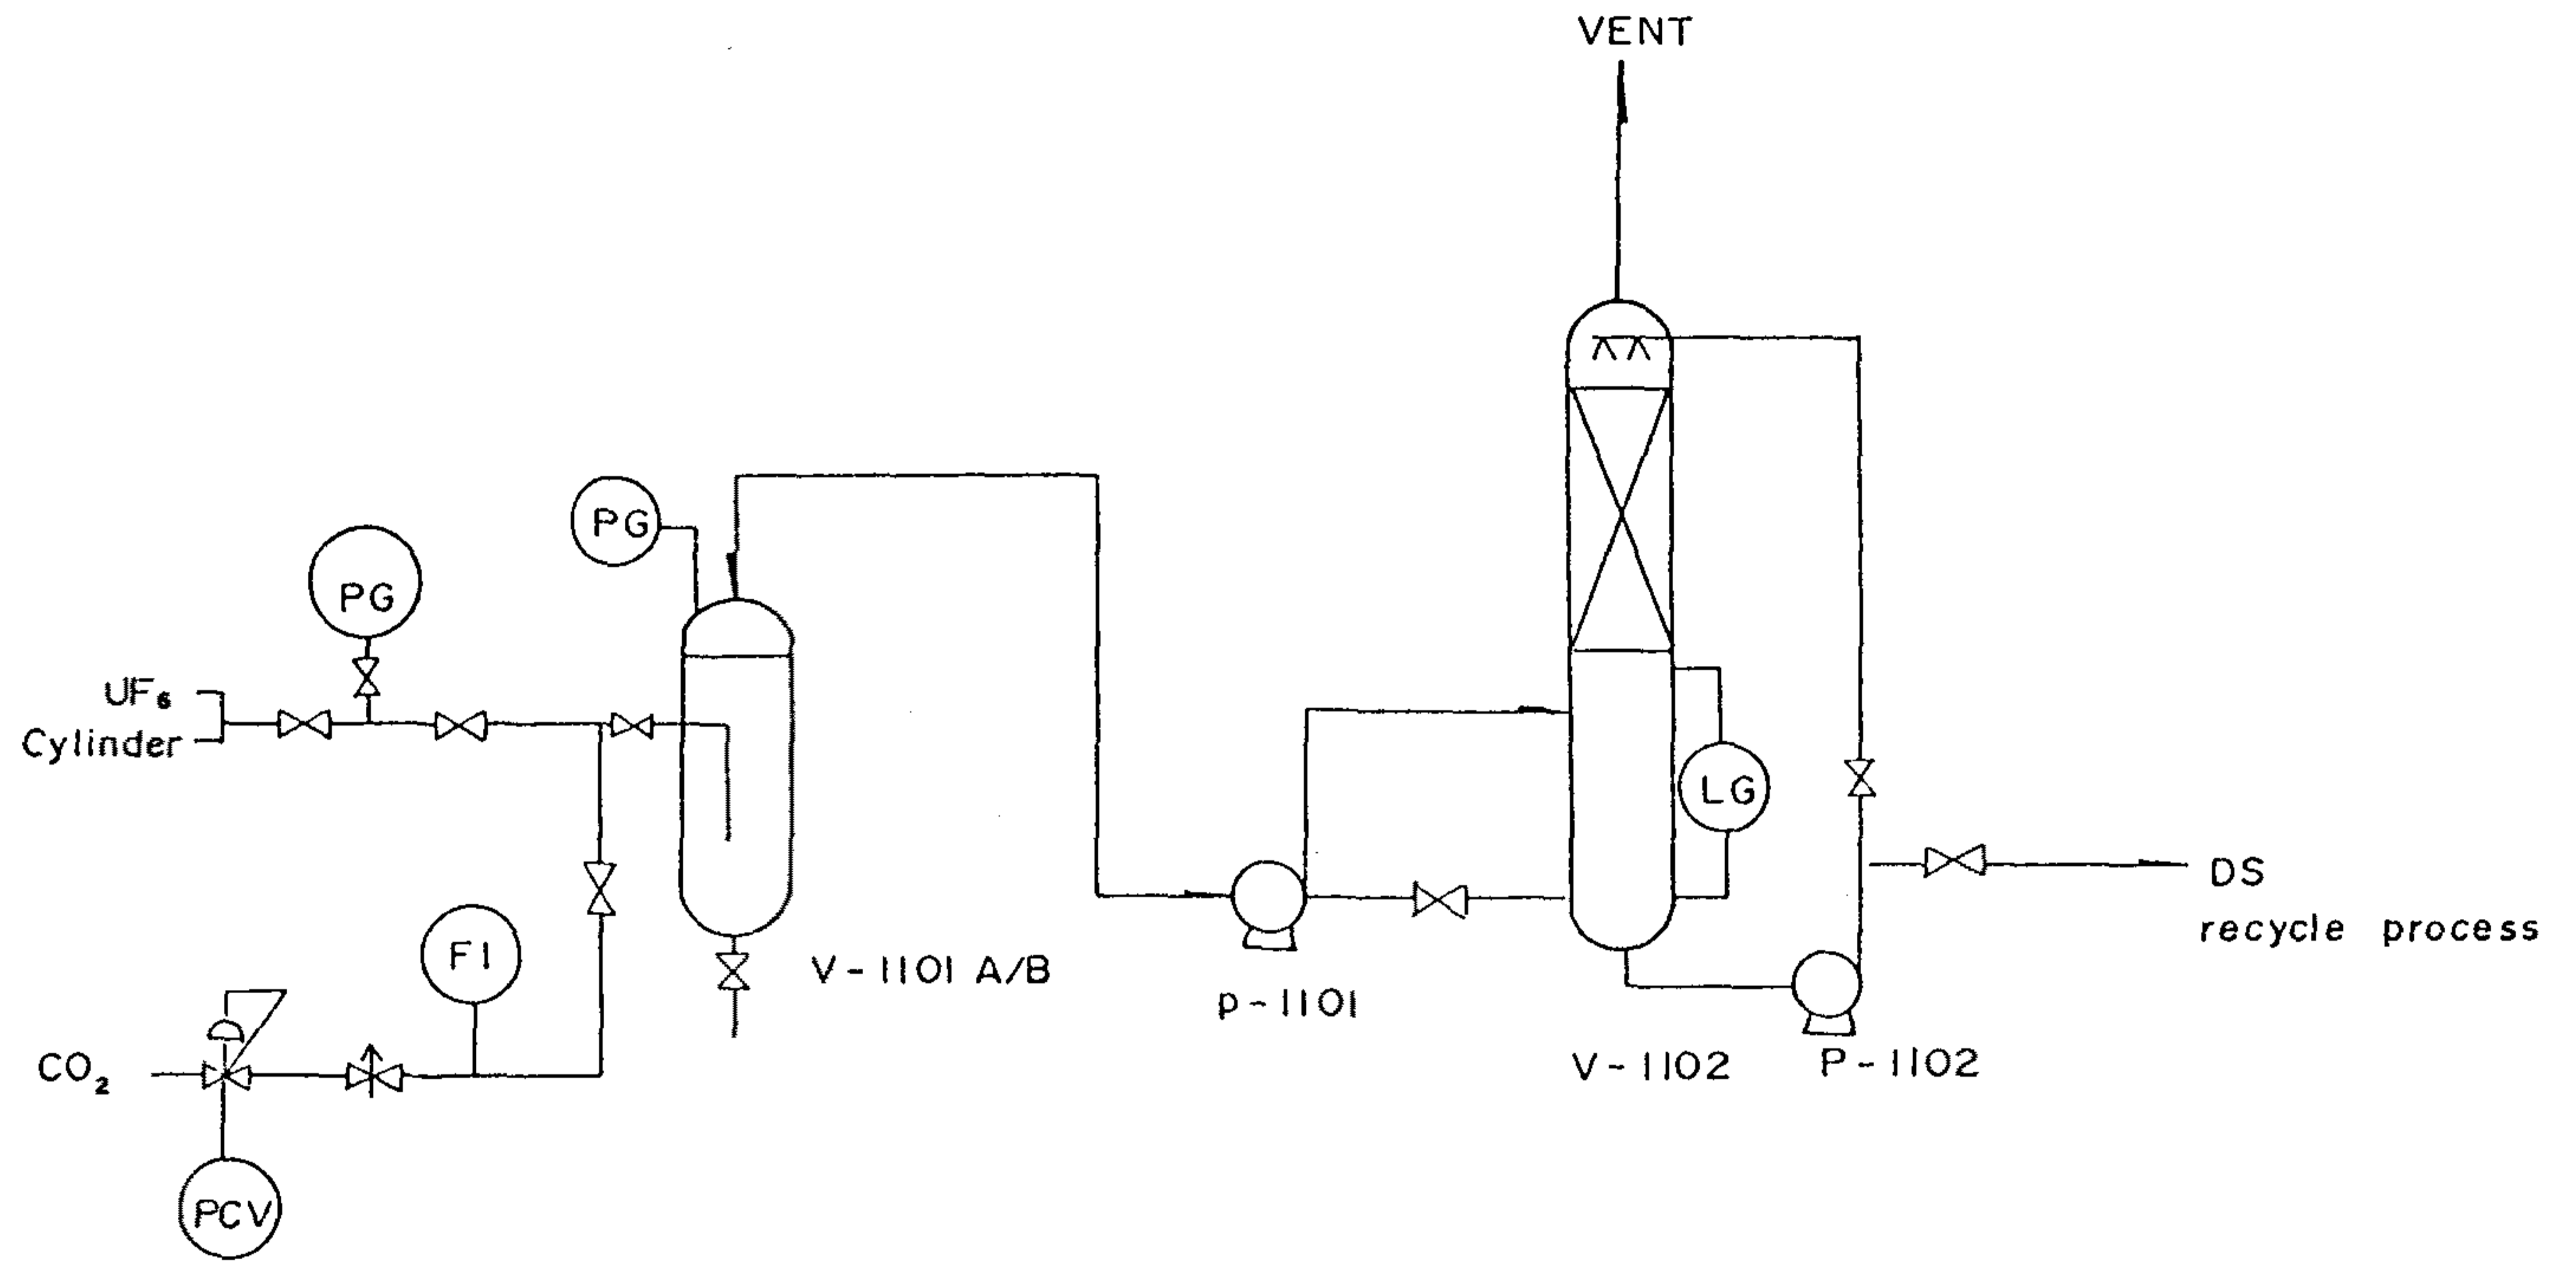 VENT
PG
PG
UF₆
Cylinder
LG
DS
recycle process
FI
V-1101 A/B
p-1101
CO₂
V-1102
P-1102
PCV